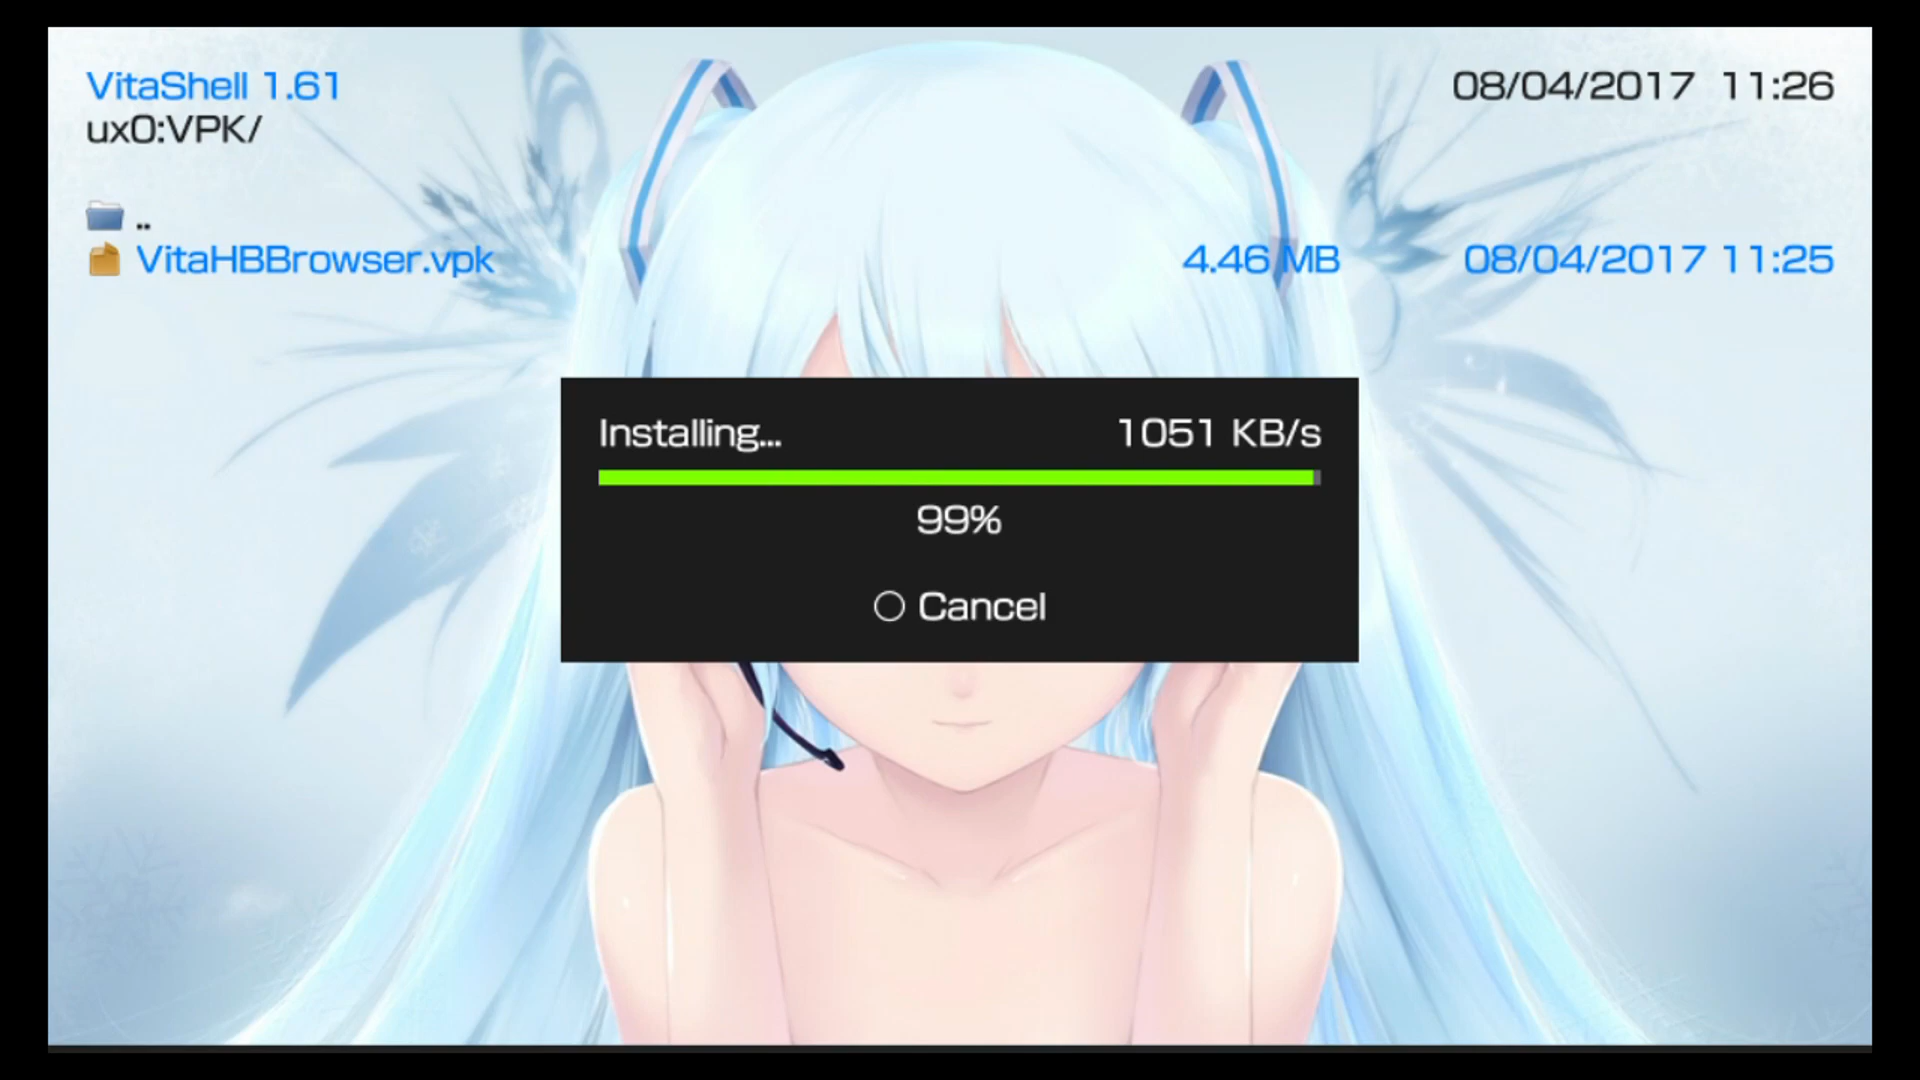 VitaShell 1.61 08/04/2017 11:26
ux0:VPK/
..
VitaHBBrowser.vpk 4.46 MB 08/04/2017 11:25
Installing... 1051 KB/s
99%
Cancel